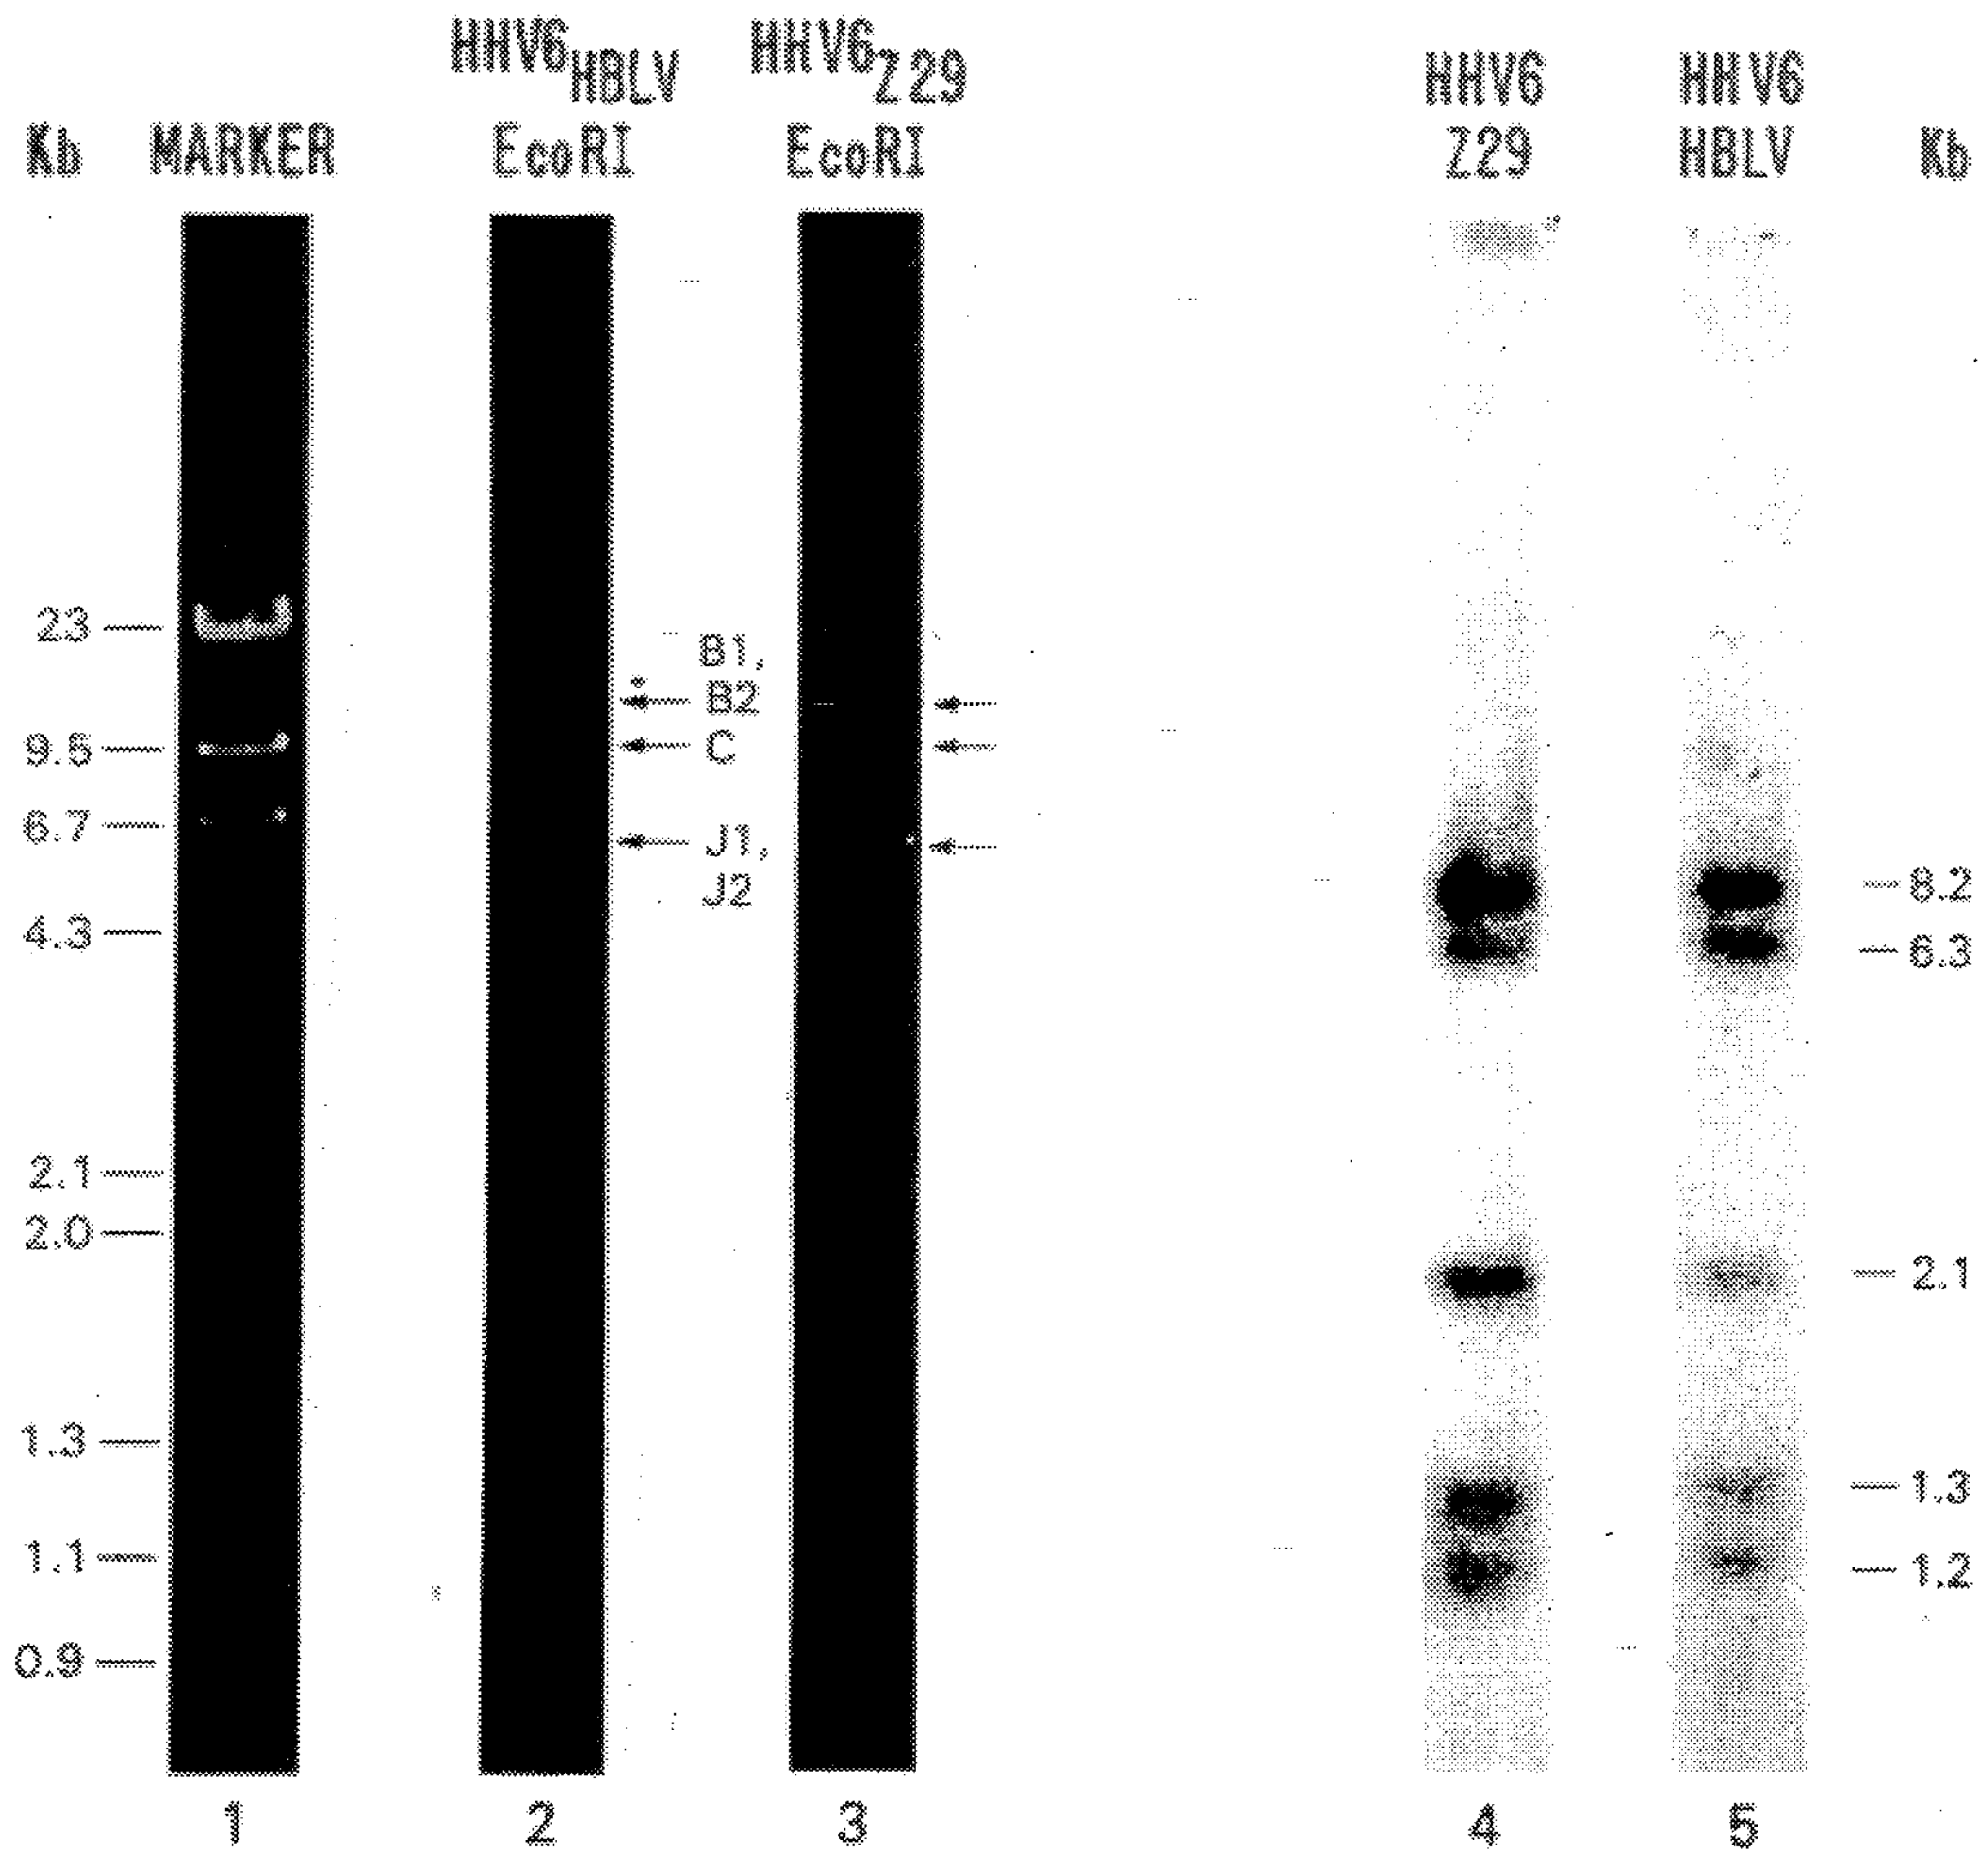 HHV6HBLV HHV6Z29 HHV6 HHV6
Kb MARKER EcoRI EcoRI Z29 HBLV Kb
23
B1,
B2
9.5 C
6.7
J1,
J2
8.2
4.3
6.3
2.1
2.0
2.1
1.3
1.3
1.1
1.2
0.9
1 2 3 4 5